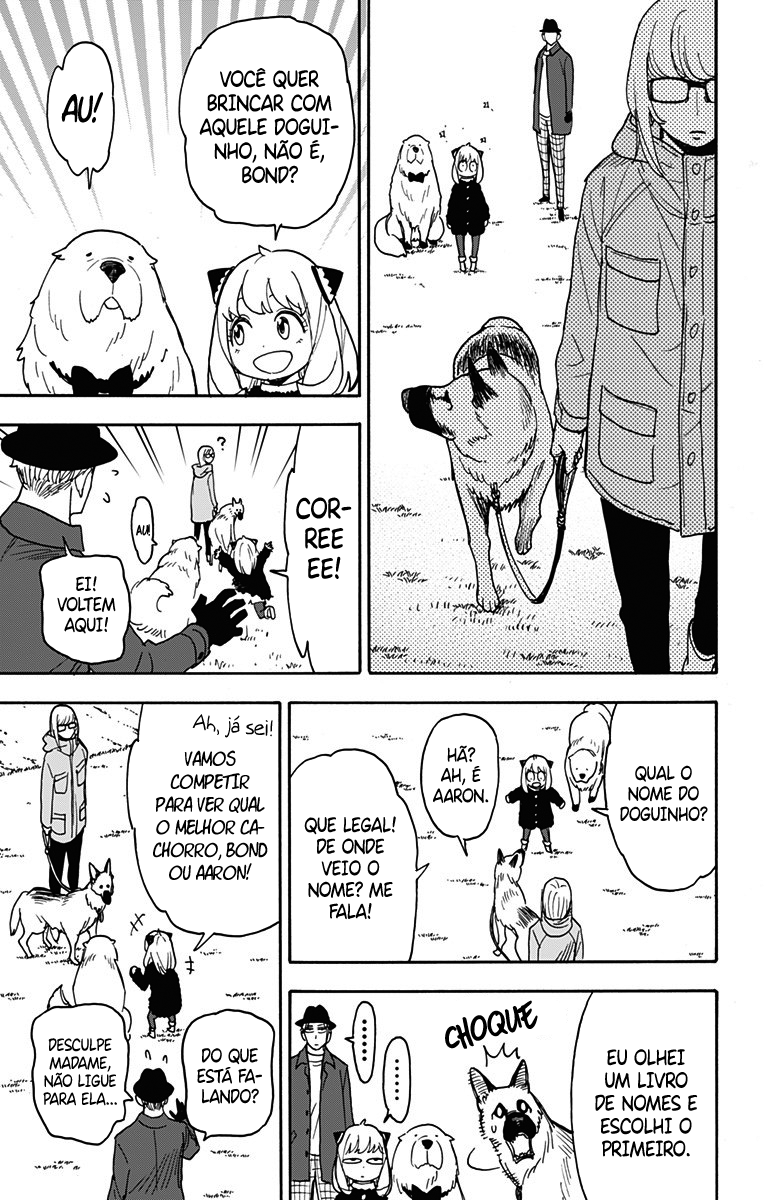 VOCÊ QUER
BRINCAR COM
AQUELE DOGUI-
NHO, NÃO É,
BOND?
AU!
COR-
REE
EE!
?
AU!
EI!
VOLTEM
AQUI!
QUAL O
NOME DO
DOGUINHO?
HÃ?
AH, É
AARON.
QUE LEGAL!
DE ONDE
VEIO O
NOME? ME
FALA!
EU OLHEI
UM LIVRO
DE NOMES E
ESCOLHI O
PRIMEIRO.
CHOQUE
.....
.....
Ah, já sei!
VAMOS
COMPETIR
PARA VER QUAL
O MELHOR CA-
CHORRO, BOND
OU AARON!
DO QUE
ESTÁ FA-
LANDO?
DESCULPE
MADAME,
NÃO LIGUE
PARA ELA...